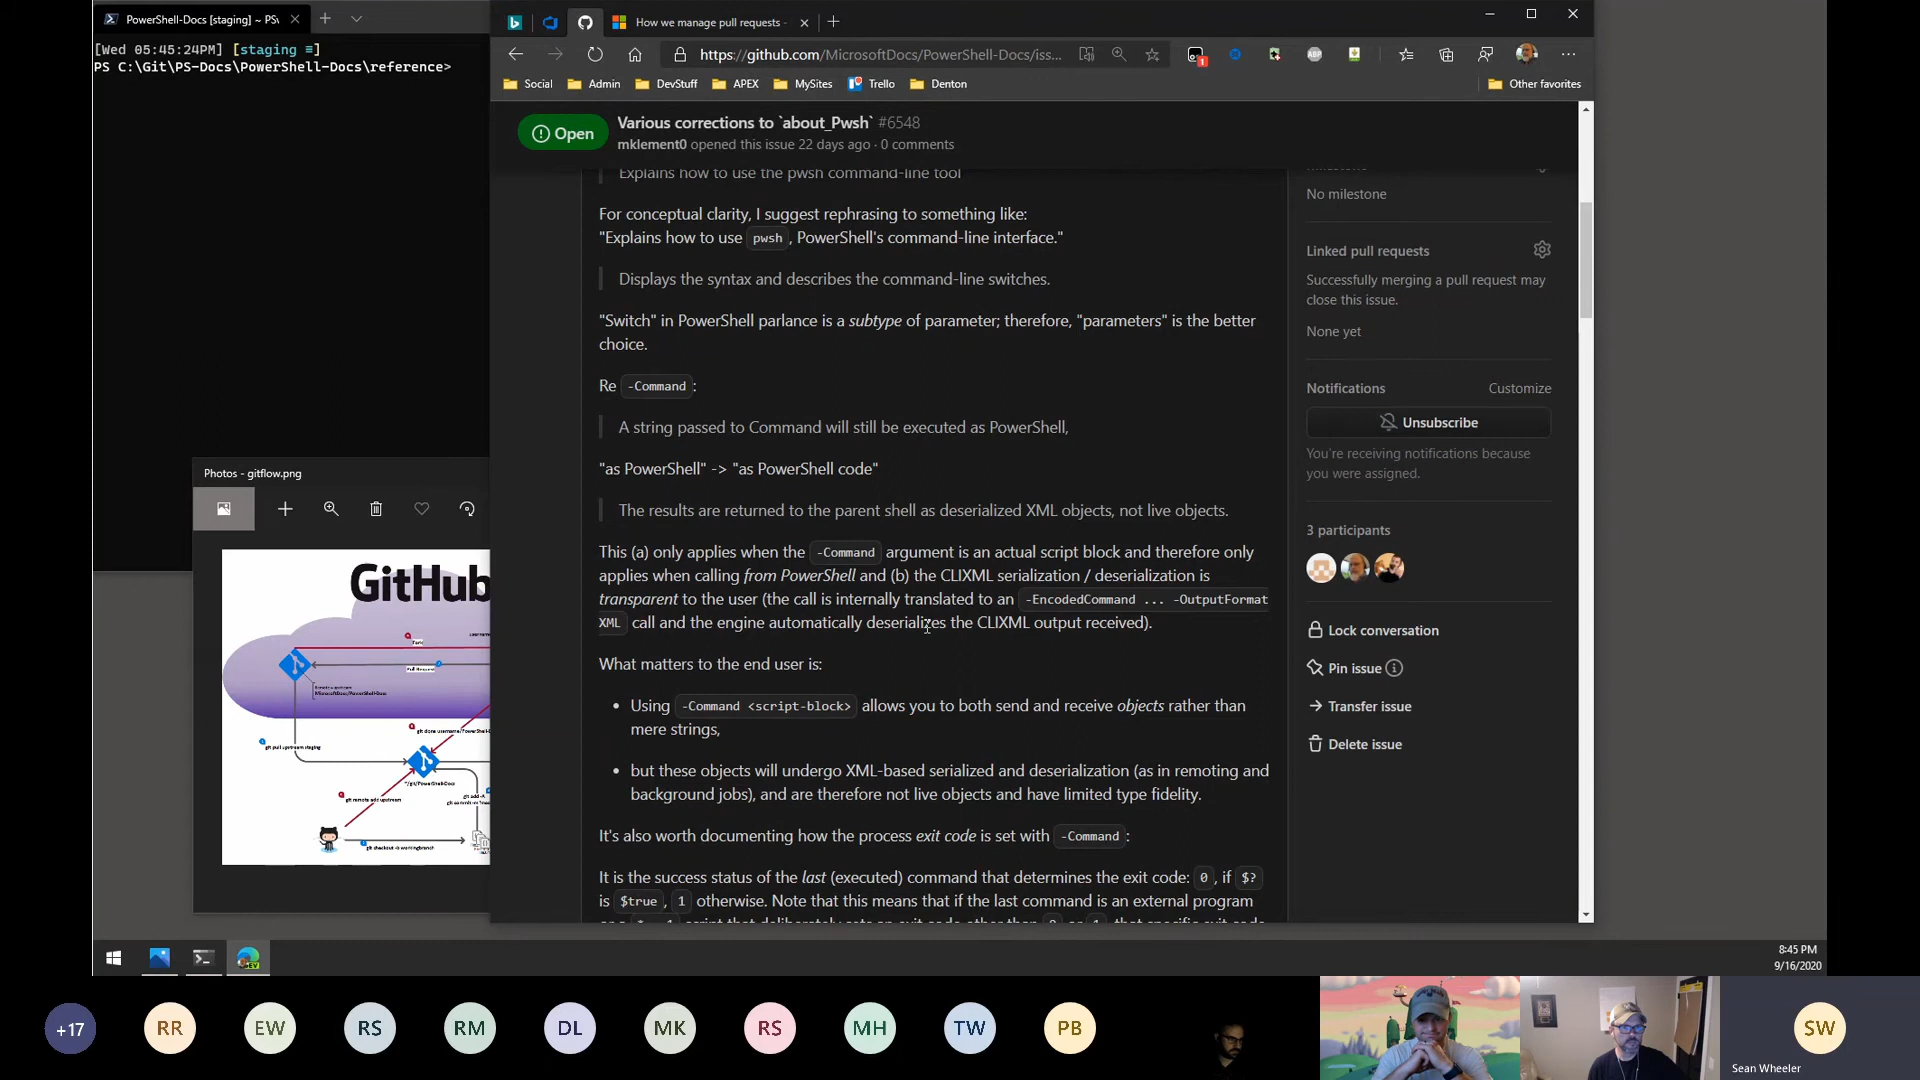 PowerShell-Docs [staging] ~ PS\
[Wed 05:45:24PM] [staging ≡]
PS C:\Git\PS-Docs\PowerShell-Docs\reference>
How we manage pull requests -
https://github.com/MicrosoftDocs/PowerShell-Docs/iss...
1
ABP
Social
Admin
DevStuff
APEX
MySites
Trello
Denton
Other favorites
Open
Various corrections to `about_Pwsh` #6548
mklement0 opened this issue 22 days ago · 0 comments
Explains how to use the pwsh command-line tool
For conceptual clarity, I suggest rephrasing to something like:
"Explains how to use pwsh, PowerShell's command-line interface."
Displays the syntax and describes the command-line switches.
"Switch" in PowerShell parlance is a subtype of parameter; therefore, "parameters" is the better
choice.
Re -Command:
A string passed to Command will still be executed as PowerShell,
"as PowerShell" -> "as PowerShell code"
The results are returned to the parent shell as deserialized XML objects, not live objects.
This (a) only applies when the -Command argument is an actual script block and therefore only
applies when calling from PowerShell and (b) the CLIXML serialization / deserialization is
transparent to the user (the call is internally translated to an -EncodedCommand ... -OutputFormat
XML call and the engine automatically deserializes the CLIXML output received).
What matters to the end user is:
• Using -Command <script-block> allows you to both send and receive objects rather than
mere strings,
• but these objects will undergo XML-based serialized and deserialization (as in remoting and
background jobs), and are therefore not live objects and have limited type fidelity.
It's also worth documenting how the process exit code is set with -Command:
It is the success status of the last (executed) command that determines the exit code: 0, if $?
is $true, 1 otherwise. Note that this means that if the last command is an external program
No milestone
Linked pull requests
Successfully merging a pull request may
close this issue.
None yet
Notifications
Customize
Unsubscribe
You're receiving notifications because
you were assigned.
3 participants
Lock conversation
Pin issue
Transfer issue
Delete issue
Photos - gitflow.png
GitHub
Fork
Pull Request
git pull upstream staging
git remote add upstream
git checkout -b workingbranch
8:45 PM
9/16/2020
DEV
+17
RR
EW
RS
RM
DL
MK
RS
MH
TW
PB
SW
Sean Wheeler